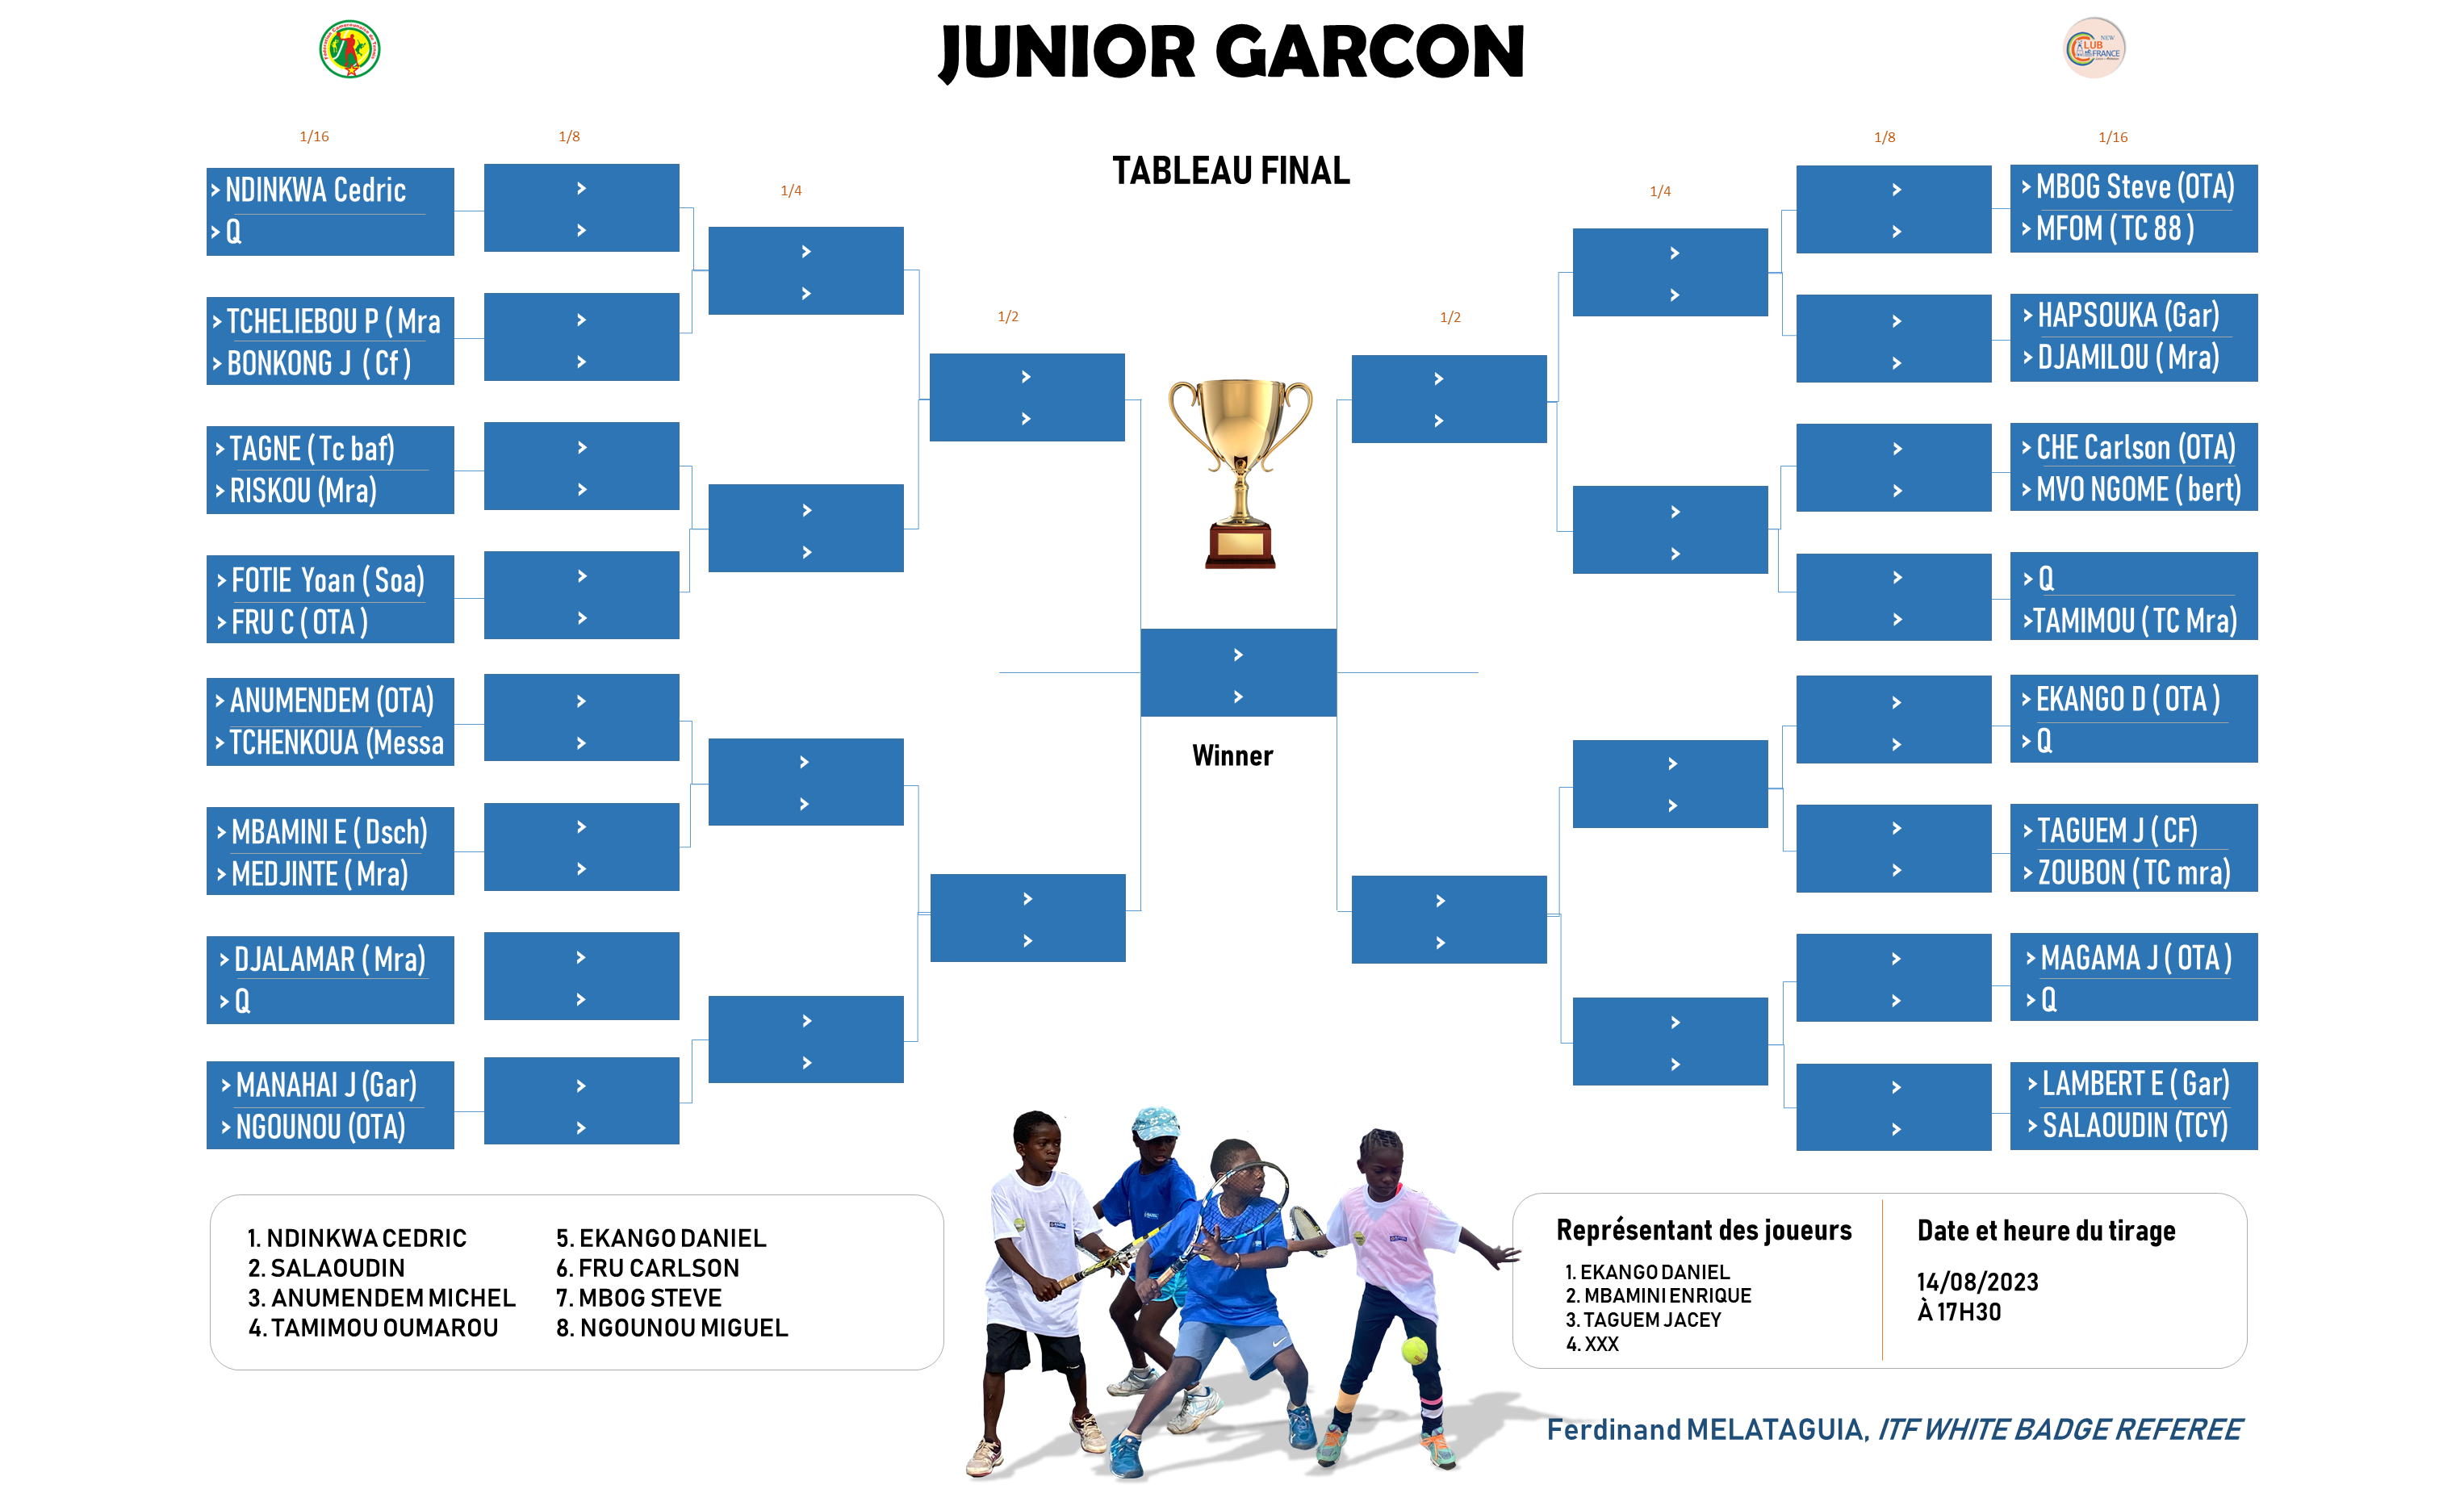 JUNIOR GARCON
NEW
CLUB
FRANCE
TABLEAU FINAL
1/16
1/8
1/4
1/2
1/2
1/4
1/8
1/16
> NDINKWA Cedric
> Q
> TCHELIEBOU P ( Mra
> BONKONG J ( Cf )
> TAGNE ( Tc baf)
> RISKOU (Mra)
> FOTIE Yoan ( Soa)
> FRU C ( OTA )
> ANUMENDEM (OTA)
> TCHENKOUA (Messa
> MBAMINI E ( Dsch)
> MEDJINTE ( Mra)
> DJALAMAR ( Mra)
> Q
> MANAHAI J (Gar)
> NGOUNOU (OTA)
> MBOG Steve (OTA)
> MFOM ( TC 88 )
> HAPSOUKA (Gar)
> DJAMILOU ( Mra)
> CHE Carlson (OTA)
> MVO NGOME ( bert)
> Q
>TAMIMOU ( TC Mra)
> EKANGO D ( OTA )
> Q
> TAGUEM J ( CF)
> ZOUBON ( TC mra)
> MAGAMA J ( OTA )
> Q
> LAMBERT E ( Gar)
> SALAOUDIN (TCY)
Winner
1. NDINKWA CEDRIC
2. SALAOUDIN
3. ANUMENDEM MICHEL
4. TAMIMOU OUMAROU
5. EKANGO DANIEL
6. FRU CARLSON
7. MBOG STEVE
8. NGOUNOU MIGUEL
Représentant des joueurs
1. EKANGO DANIEL
2. MBAMINI ENRIQUE
3. TAGUEM JACEY
4. XXX
Date et heure du tirage
14/08/2023
À 17H30
Ferdinand MELATAGUIA, ITF WHITE BADGE REFEREE